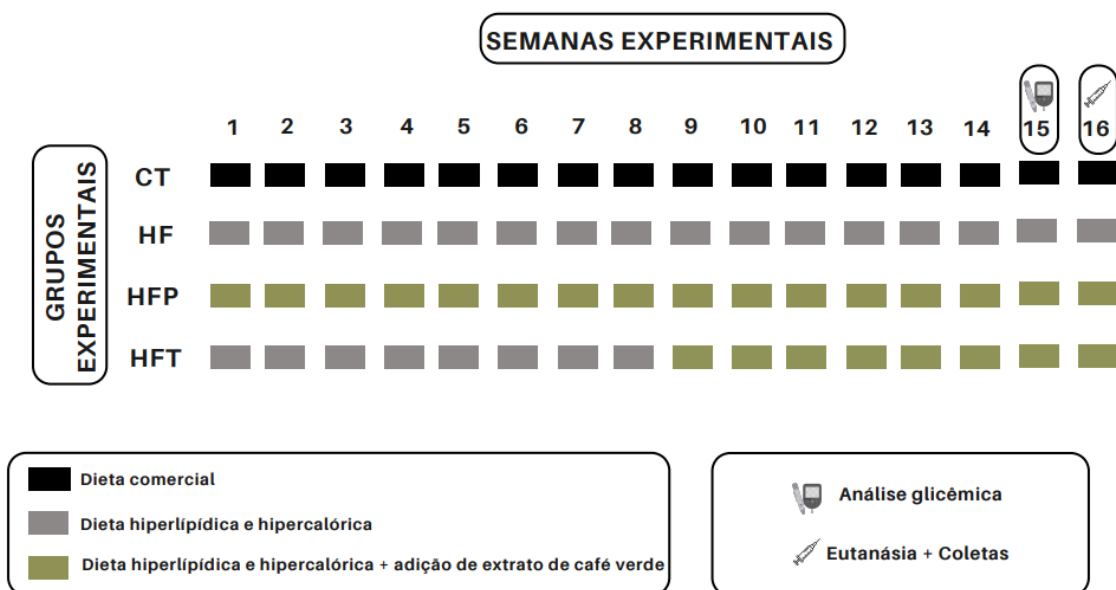 SEMANAS EXPERIMENTAIS
1 2 3 4 5 6 7 8 9 10 11 12 13 14 15 16
GRUPOS
EXPERIMENTAIS
CT
HF
HFP
HFT
Dieta comercial
Dieta hiperlípídica e hipercalórica
Dieta hiperlípídica e hipercalórica + adição de extrato de café verde
Análise glicêmica
Eutanásia + Coletas